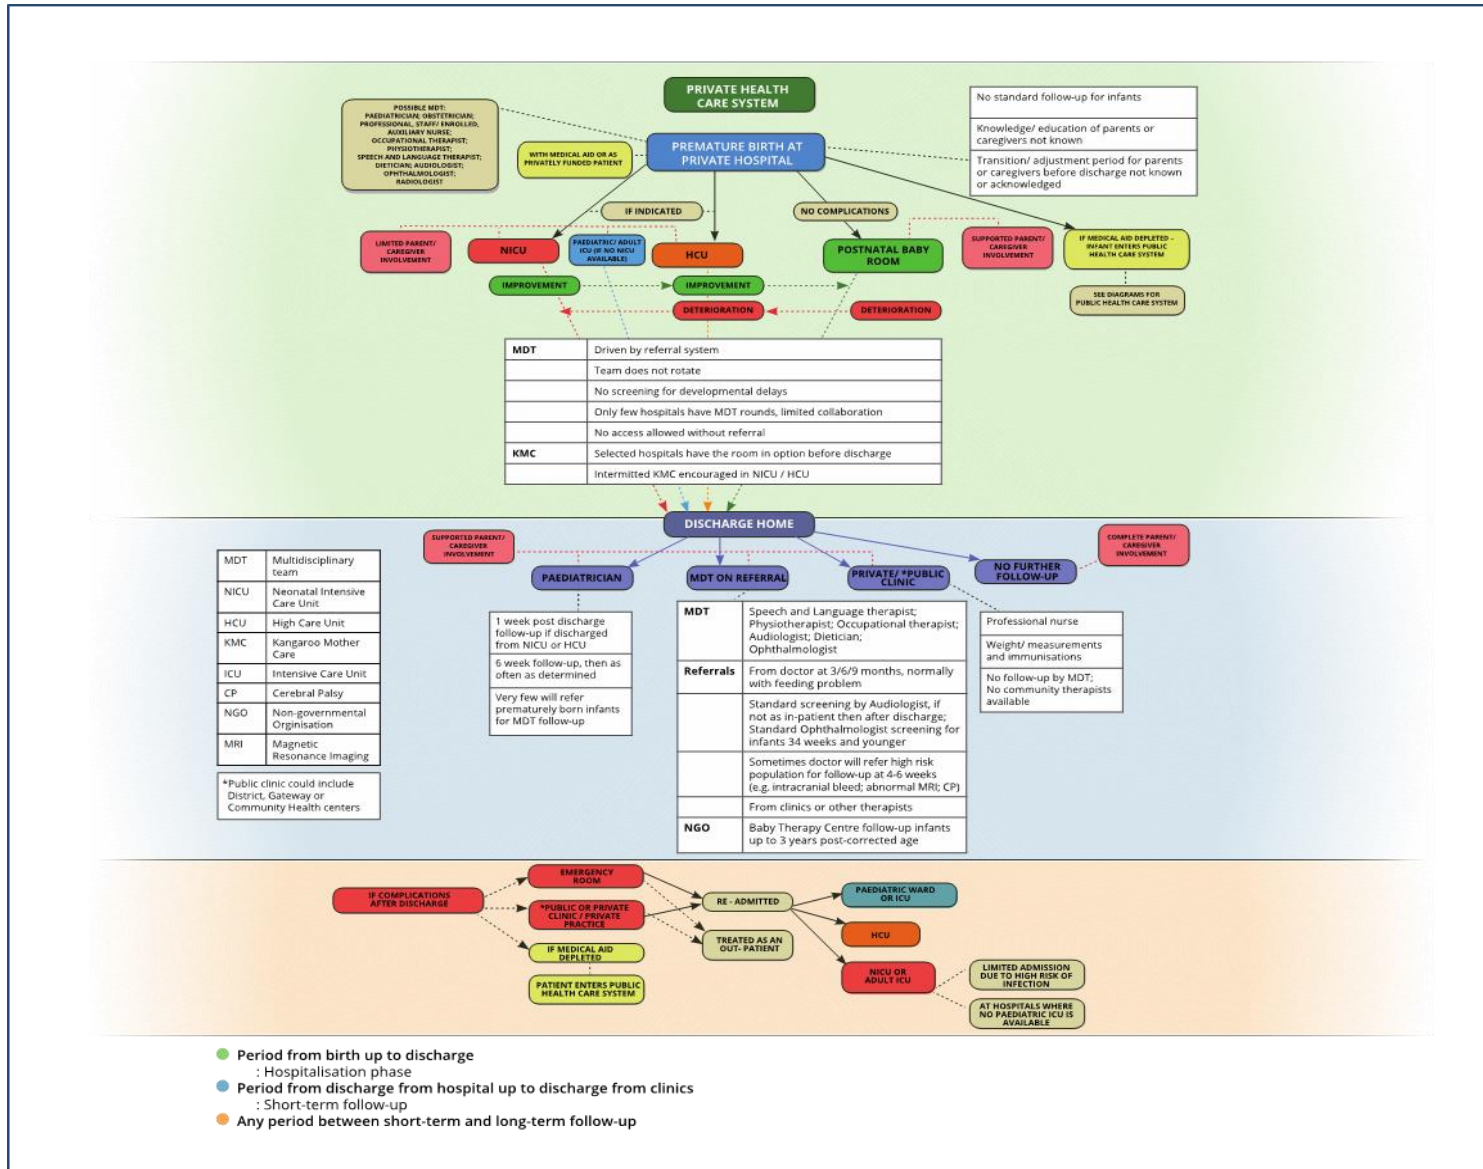 PRIVATE HEALTH
CARE SYSTEM
POSSIBLE MDT:
PAEDIATRICIAN; OBSTETRICIAN;
PROFESSIONAL, STAFF/ ENROLLED,
AUXILIARY NURSE;
OCCUPATIONAL THERAPIST;
PHYSIOTHERAPIST;
SPEECH AND LANGUAGE THERAPIST;
DIETICIAN; AUDIOLOGIST;
OPHTHALMOLOGIST;
RADIOLOGIST
WITH MEDICAL AID OR AS
PRIVATELY FUNDED PATIENT
PREMATURE BIRTH AT
PRIVATE HOSPITAL
No standard follow-up for infants
Knowledge/ education of parents or
caregivers not known
Transition/ adjustment period for parents
or caregivers before discharge not known
or acknowledged
IF INDICATED
NO COMPLICATIONS
LIMITED PARENT/
CAREGIVER
INVOLVEMENT
NICU
PAEDIATRIC/ ADULT
ICU (IF NO NICU
AVAILABLE)
HCU
POSTNATAL BABY
ROOM
SUPPORTED PARENT/
CAREGIVER
INVOLVEMENT
IF MEDICAL AID DEPLETED –
INFANT ENTERS PUBLIC
HEALTH CARE SYSTEM
IMPROVEMENT
IMPROVEMENT
SEE DIAGRAMS FOR
PUBLIC HEALTH CARE SYSTEM
DETERIORATION
DETERIORATION
MDT Driven by referral system
Team does not rotate
No screening for developmental delays
Only few hospitals have MDT rounds, limited collaboration
No access allowed without referral
KMC Selected hospitals have the room in option before discharge
Intermitted KMC encouraged in NICU / HCU
DISCHARGE HOME
SUPPORTED PARENT/
CAREGIVER
INVOLVEMENT
COMPLETE PARENT/
CAREGIVER
INVOLVEMENT
PAEDIATRICIAN
MDT ON REFERRAL
PRIVATE/ *PUBLIC
CLINIC
NO FURTHER
FOLLOW-UP
MDT Multidisciplinary
team
NICU Neonatal Intensive
Care Unit
HCU High Care Unit
KMC Kangaroo Mother
Care
ICU Intensive Care Unit
CP Cerebral Palsy
NGO Non-governmental
Orginisation
MRI Magnetic
Resonance Imaging
*Public clinic could include
District, Gateway or
Community Health centers
1 week post discharge
follow-up if discharged
from NICU or HCU
6 week follow-up, then as
often as determined
Very few will refer
prematurely born infants
for MDT follow-up
MDT Speech and Language therapist;
Physiotherapist; Occupational therapist;
Audiologist; Dietician;
Ophthalmologist
Referrals From doctor at 3/6/9 months, normally
with feeding problem
Standard screening by Audiologist, if
not as in-patient then after discharge;
Standard Ophthalmologist screening for
infants 34 weeks and younger
Sometimes doctor will refer high risk
population for follow-up at 4-6 weeks
(e.g. intracranial bleed; abnormal MRI; CP)
From clinics or other therapists
NGO Baby Therapy Centre follow-up infants
up to 3 years post-corrected age
Professional nurse
Weight/ measurements
and immunisations
No follow-up by MDT;
No community therapists
available
IF COMPLICATIONS
AFTER DISCHARGE
EMERGENCY
ROOM
*PUBLIC OR PRIVATE
CLINIC / PRIVATE
PRACTICE
IF MEDICAL AID
DEPLETED
PATIENT ENTERS PUBLIC
HEALTH CARE SYSTEM
RE - ADMITTED
TREATED AS AN
OUT- PATIENT
PAEDIATRIC WARD
OR ICU
HCU
NICU OR
ADULT ICU
LIMITED ADMISSION
DUE TO HIGH RISK OF
INFECTION
AT HOSPITALS WHERE
NO PAEDIATRIC ICU IS
AVAILABLE
Period from birth up to discharge
: Hospitalisation phase
Period from discharge from hospital up to discharge from clinics
: Short-term follow-up
Any period between short-term and long-term follow-up